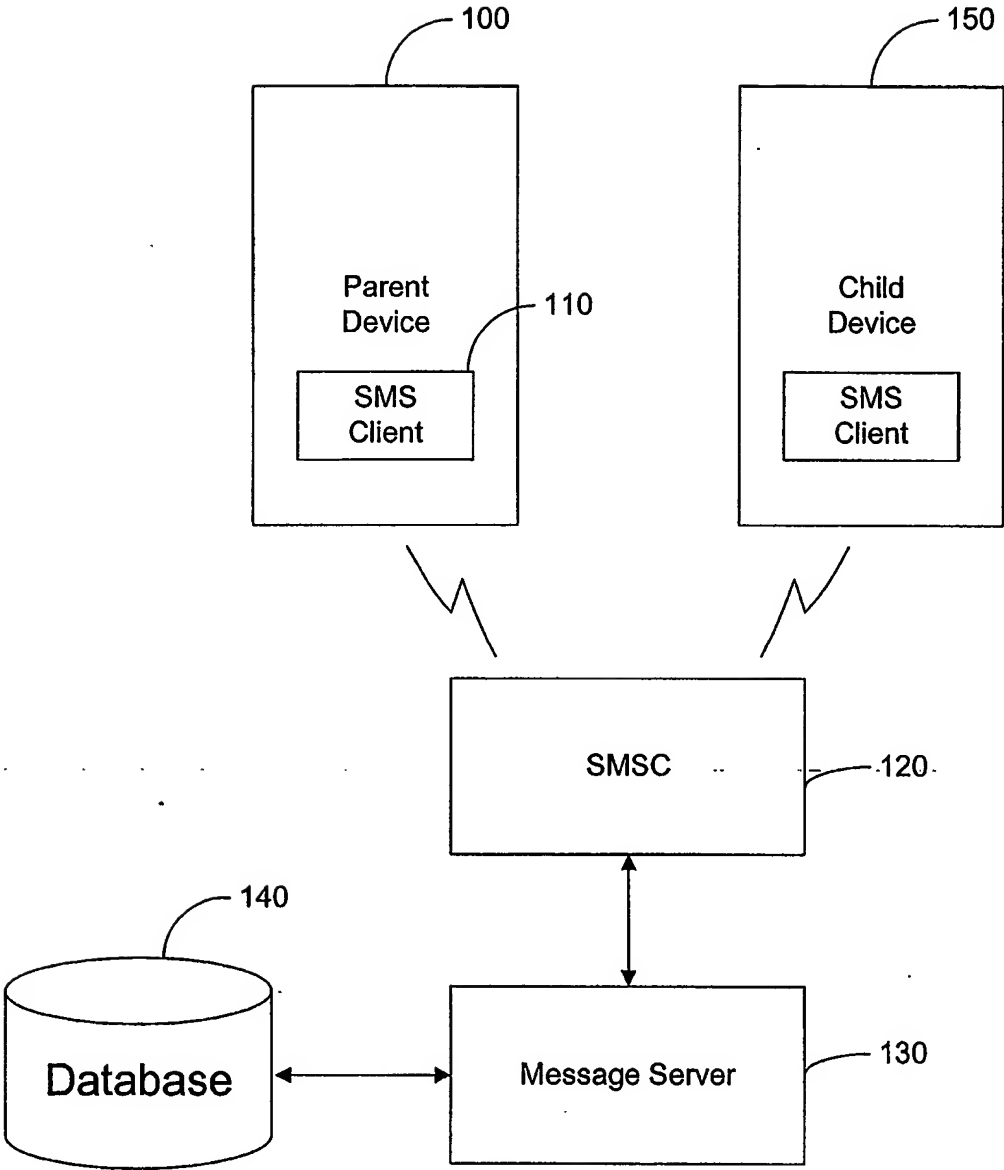 100
150
Parent
Device
110
SMS
Client
Child
Device
SMS
Client
SMSC
120
140
Database
Message Server
130